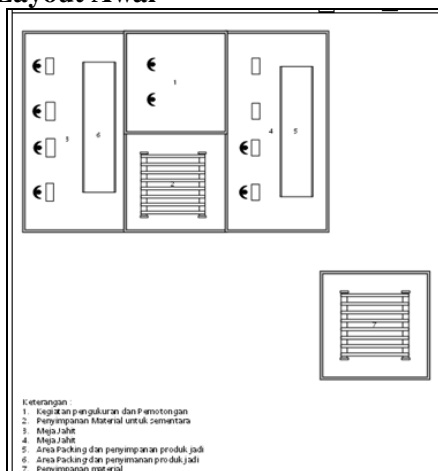 Layout Awal
1
3
6
4
5
2
7
Keterangan :
1. Kegiatan pengukuran dan Pemotongan
2. Penyimpanan Material untuk sementara
3. Meja Jahit
4. Meja Jahit
5. Area Packing dan penyimpanan produk jadi
6. Area Packing dan penyimanan produk jadi
7. Penyimpanan material